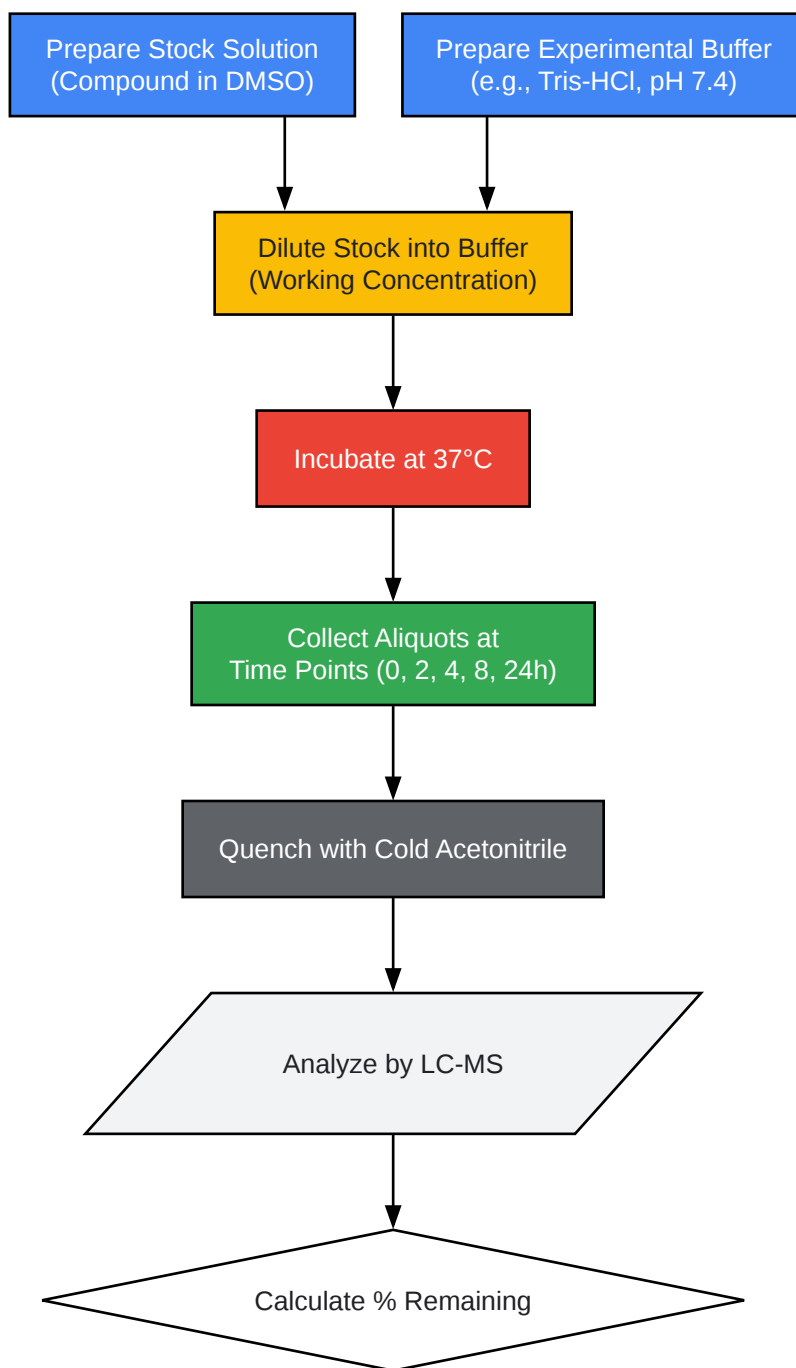 Prepare Stock Solution
(Compound in DMSO)
Prepare Experimental Buffer
(e.g., Tris-HCl, pH 7.4)
Dilute Stock into Buffer
(Working Concentration)
Incubate at 37°C
Collect Aliquots at
Time Points (0, 2, 4, 8, 24h)
Quench with Cold Acetonitrile
Analyze by LC-MS
Calculate % Remaining